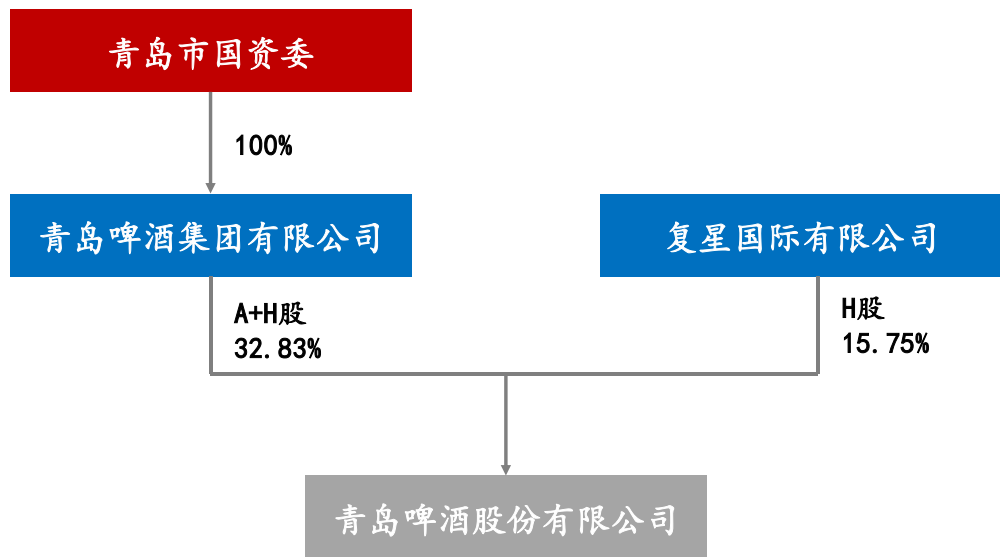 青岛市国资委
100%
青岛啤酒集团有限公司
复星国际有限公司
A+H股
32.83%
H股
15.75%
青岛啤酒股份有限公司